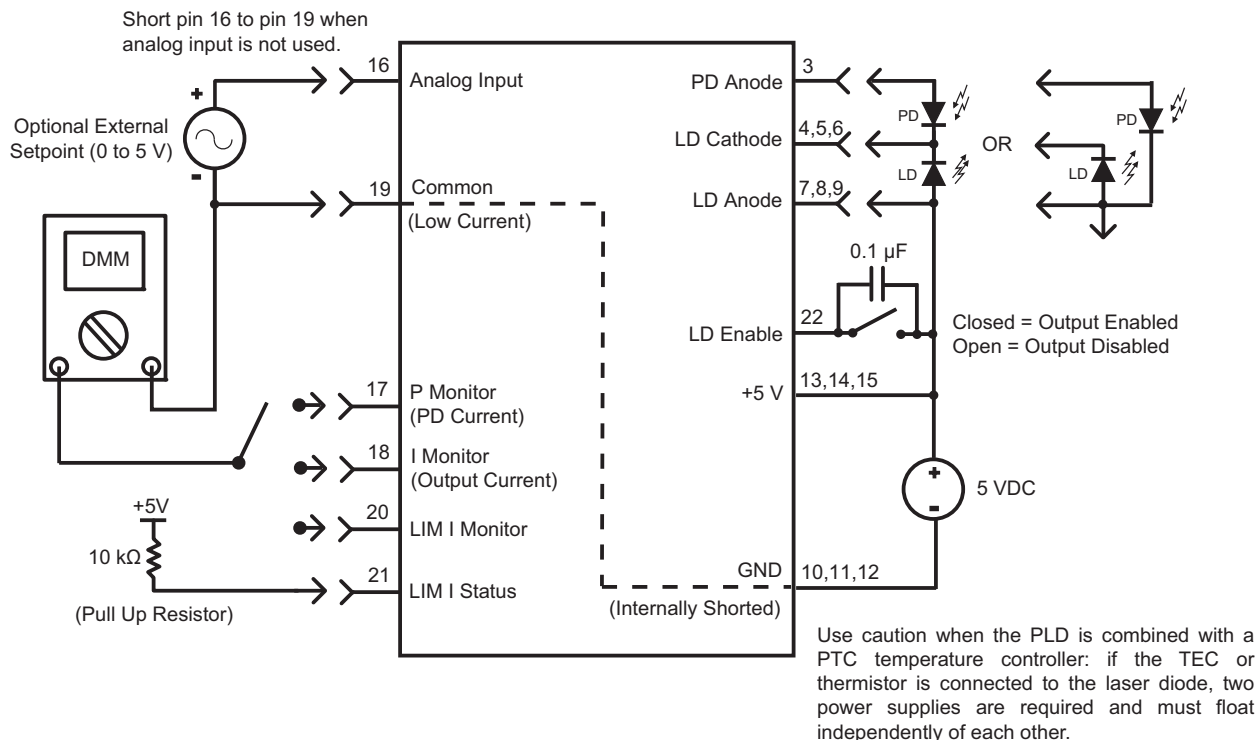 Short pin 16 to pin 19 when
analog input is not used.
16
Analog Input
+
Optional External
Setpoint (0 to 5 V)
-
19
Common
(Low Current)
DMM
17
P Monitor
(PD Current)
18
I Monitor
(Output Current)
20
LIM I Monitor
+5V
10 kΩ
(Pull Up Resistor)
21
LIM I Status
3
PD Anode
PD
4,5,6
LD Cathode
LD
7,8,9
LD Anode
OR
PD
LD
0.1 µF
22
LD Enable
Closed = Output Enabled
Open = Output Disabled
13,14,15
+5 V
+
5 VDC
-
GND
10,11,12
(Internally Shorted)
Use caution when the PLD is combined with a
PTC temperature controller: if the TEC or
thermistor is connected to the laser diode, two
power supplies are required and must float
independently of each other.